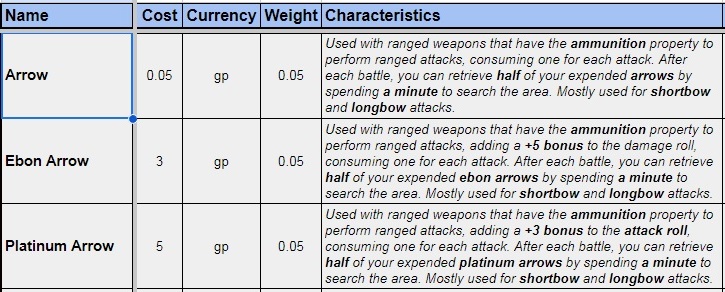 Name Cost Currency Weight Characteristics
Used with ranged weapons that have the ammunition property to
perform ranged attacks, consuming one for each attack. After
Arrow 0.05 gp 0.05 each battle, you can retrieve half of your expended arrows by
spending a minute to search the area. Mostly used for shortbow
and longbow attacks.
Used with ranged weapons that have the ammunition property to
perform ranged attacks, adding a +5 bonus to the damage roll,
Ebon Arrow 3 gp 0.05 consuming one for each attack. After each battle, you can retrieve
half of your expended ebon arrows by spending a minute to
search the area. Mostly used for shortbow and longbow attacks.
Used with ranged weapons that have the ammunition property to
perform ranged attacks, adding a +3 bonus to the attack roll,
Platinum Arrow 5 gp 0.05 consuming one for each attack. After each battle, you can retrieve
half of your expended platinum arrows by spending a minute to
search the area. Mostly used for shortbow and longbow attacks.